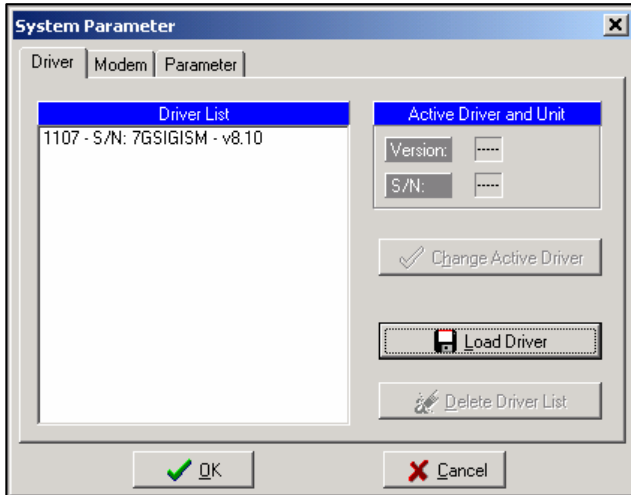 System Parameter
Driver
Modem
Parameter
Driver List
1107 - S/N: 7GSIGISM - v8.10
Active Driver and Unit
Version: -----
S/N: -----
Change Active Driver
Load Driver
Delete Driver List
OK
Cancel